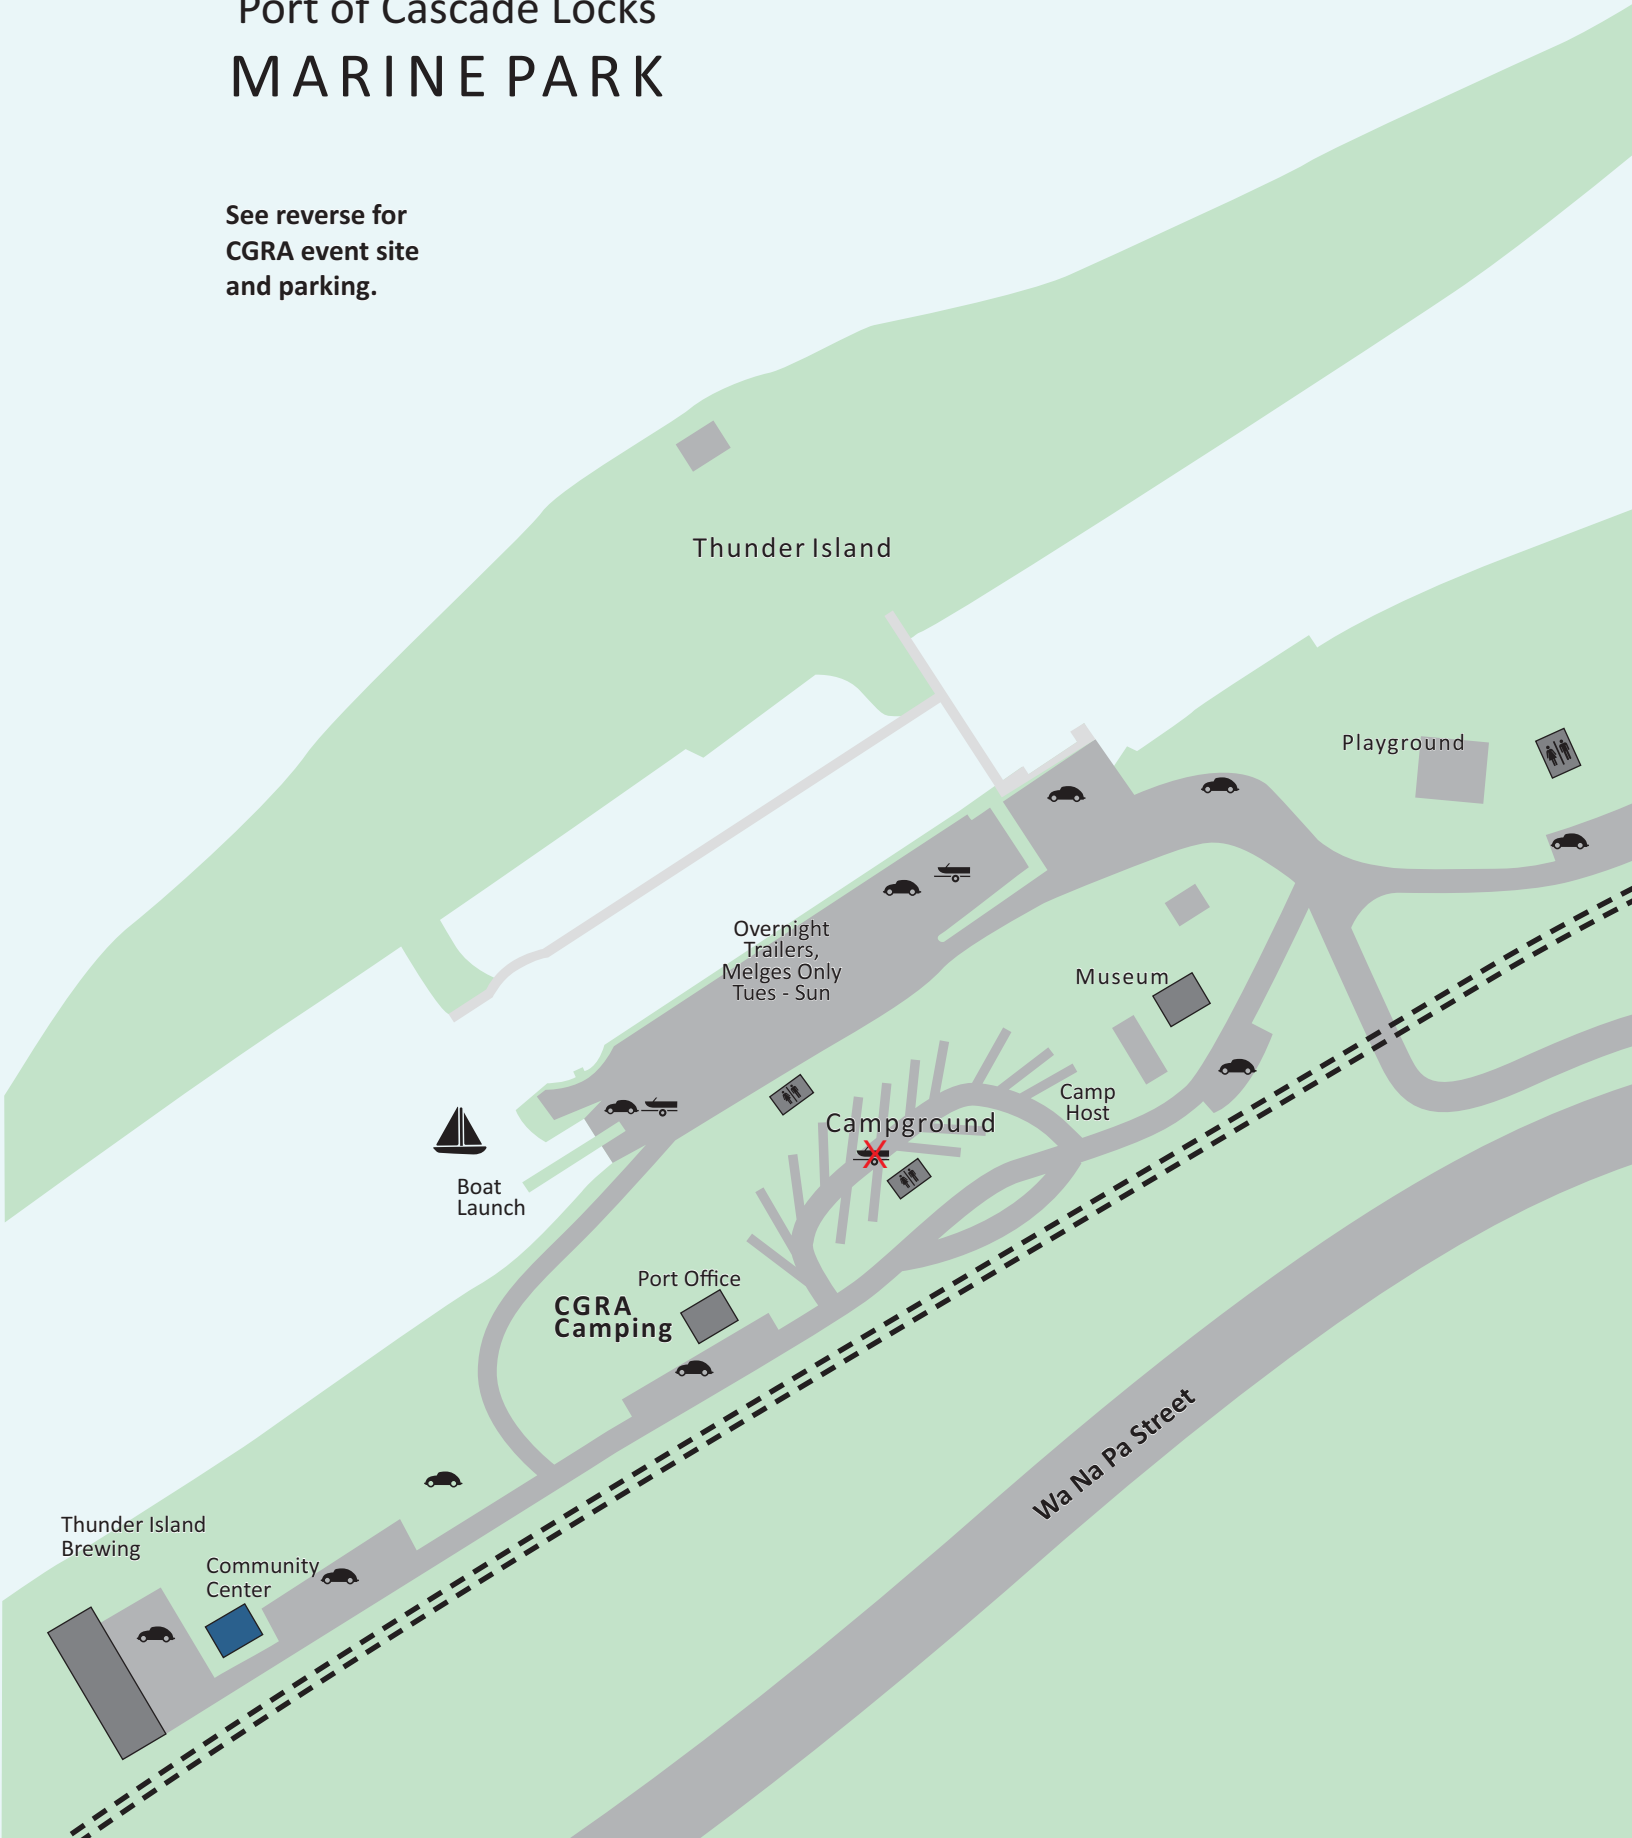 Port of Cascade Locks
MARINE PARK
See reverse for
CGRA event site
and parking.
Thunder Island
Playground
Overnight
Trailers,
Melges Only
Tues - Sun
Museum
Camp
Host
Campground
Boat
Launch
Port Office
CGRA
Camping
Wa Na Pa Street
Thunder Island
Brewing
Community
Center